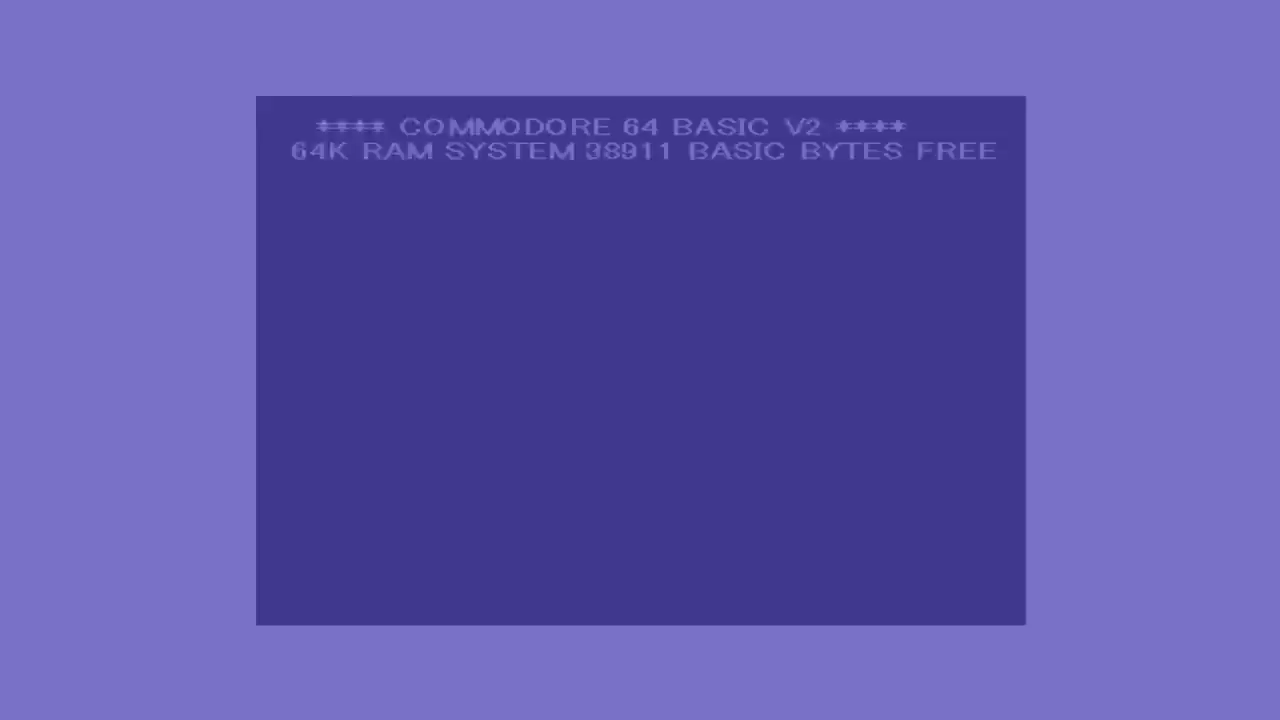 **** COMMODORE 64 BASIC V2 ****
64K RAM SYSTEM 38911 BASIC BYTES FREE